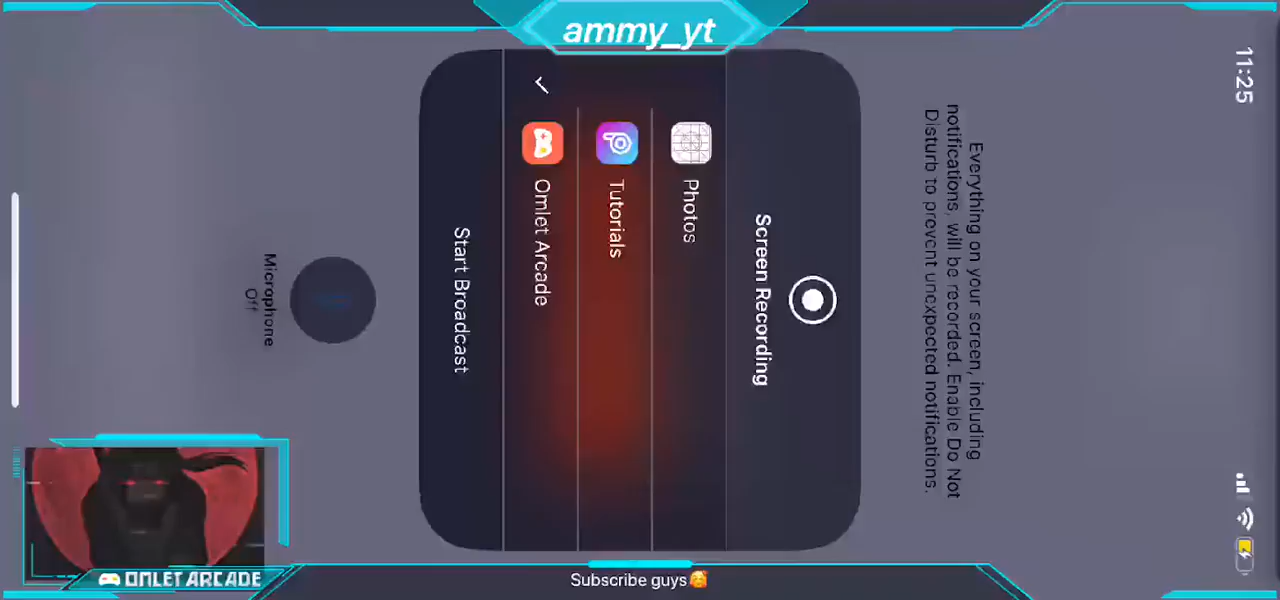 ammy_yt
11:25
Everything on your screen, including
notifications, will be recorded. Enable Do Not
Disturb to prevent unexpected notifications.
Screen Recording
Photos
Tutorials
Omlet Arcade
Start Broadcast
Microphone
Off
OMLET ARCADE
Subscribe guys🥰